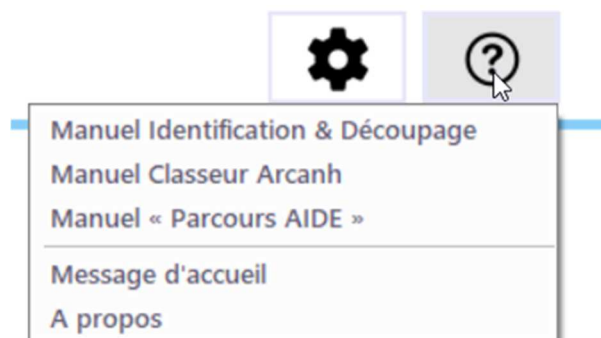 Manuel Identification & Découpage
Manuel Classeur Arcanh
Manuel « Parcours AIDE »
Message d'accueil
A propos